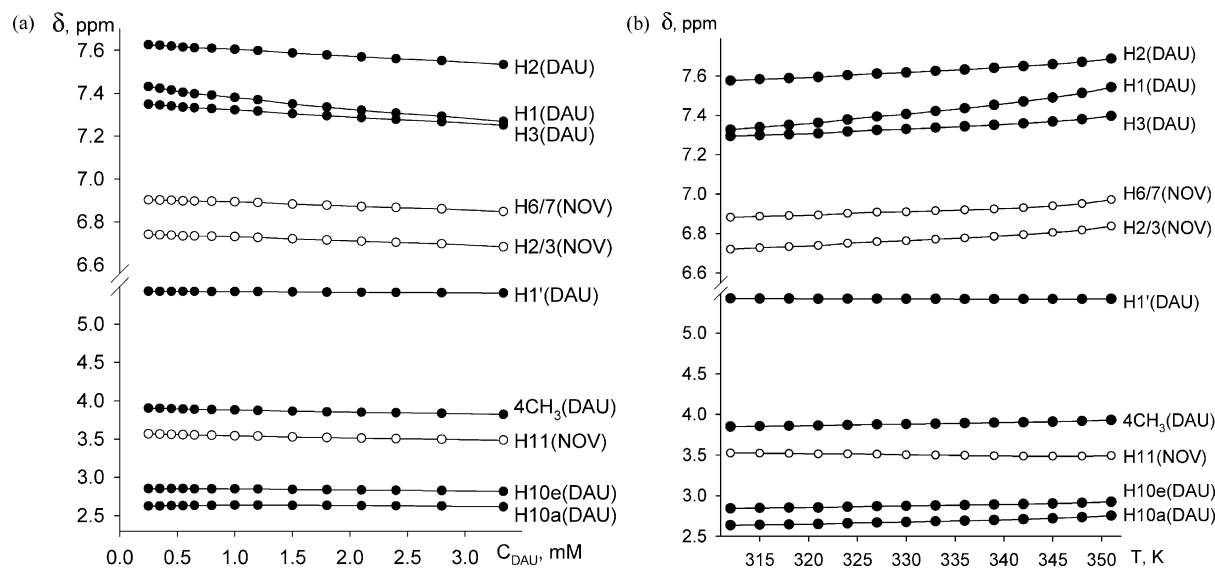 (a) δ, ppm
7.6
7.4
7.2
7.0
6.8
6.6
5.0
4.5
4.0
3.5
3.0
2.5
H2(DAU)
H1(DAU)
H3(DAU)
H6/7(NOV)
H2/3(NOV)
H1'(DAU)
4CH₃(DAU)
H11(NOV)
H10e(DAU)
H10a(DAU)
0.0 0.5 1.0 1.5 2.0 2.5 3.0 C_DAU, mM
(b) δ, ppm
7.6
7.4
7.2
7.0
6.8
6.6
5.0
4.5
4.0
3.5
3.0
2.5
H2(DAU)
H1(DAU)
H3(DAU)
H6/7(NOV)
H2/3(NOV)
H1'(DAU)
4CH₃(DAU)
H11(NOV)
H10e(DAU)
H10a(DAU)
315 320 325 330 335 340 345 350 T, K